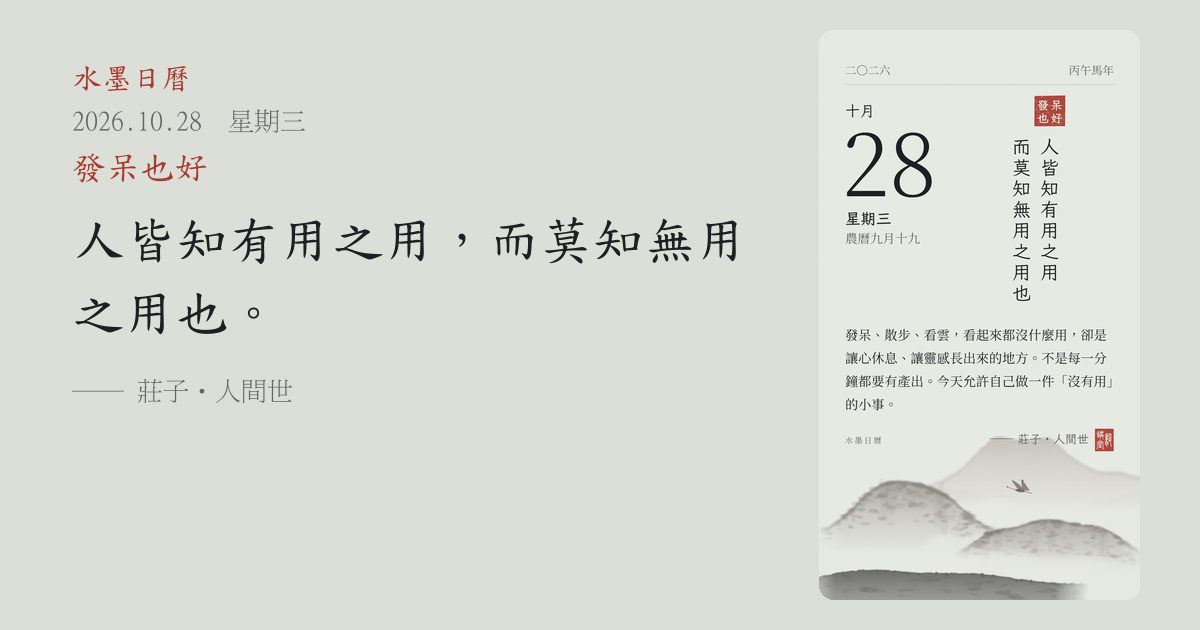 水墨日曆
2026.10.28 星期三
發呆也好
人皆知有用之用，而莫知無用
之用也。
—— 莊子・人間世
二〇二六
丙午馬年
十月
28
星期三
農曆九月十九
發呆
也好
人皆知有用之用
而莫知無用之用也
發呆、散步、看雲，看起來都沒什麼用，卻是
讓心休息、讓靈感長出來的地方。不是每一分
鐘都要有產出。今天允許自己做一件「沒有用」
的小事。
水墨日曆
—— 莊子・人間世